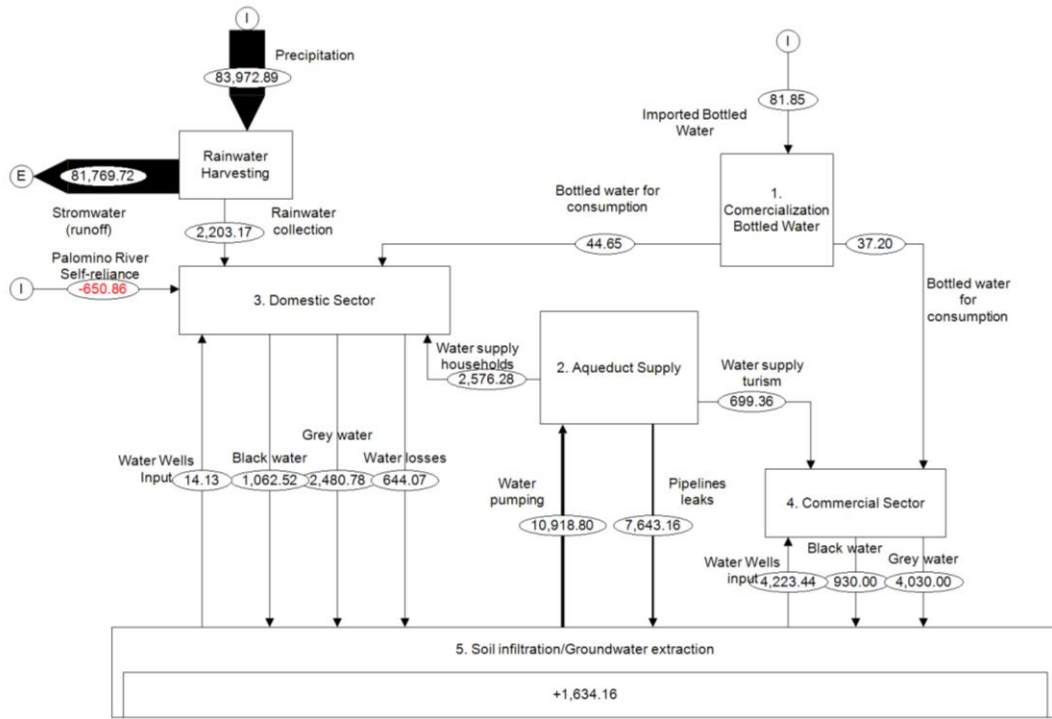 I
Precipitation
83,972.89
I
81.85
Imported Bottled
Water
Rainwater
Harvesting
E
81,769.72
Stromwater
(runoff)
2,203.17
Rainwater
collection
Bottled water for
consumption
44.65
1.
Comercialization
Bottled Water
37.20
Bottled water
for
consumption
Palomino River
Self-reliance
I
-650.86
3. Domestic Sector
Water supply
households
2,576.28
2. Aqueduct Supply
Water supply
turism
699.36
Water Wells
Input
14.13
Black water
1,062.52
Grey water
2,480.78
Water losses
644.07
Water
pumping
10,918.80
Pipelines
leaks
7,643.16
4. Commercial Sector
Water Wells
input
4,223.44
Black water
930.00
Grey water
4,030.00
5. Soil infiltration/Groundwater extraction
+1,634.16